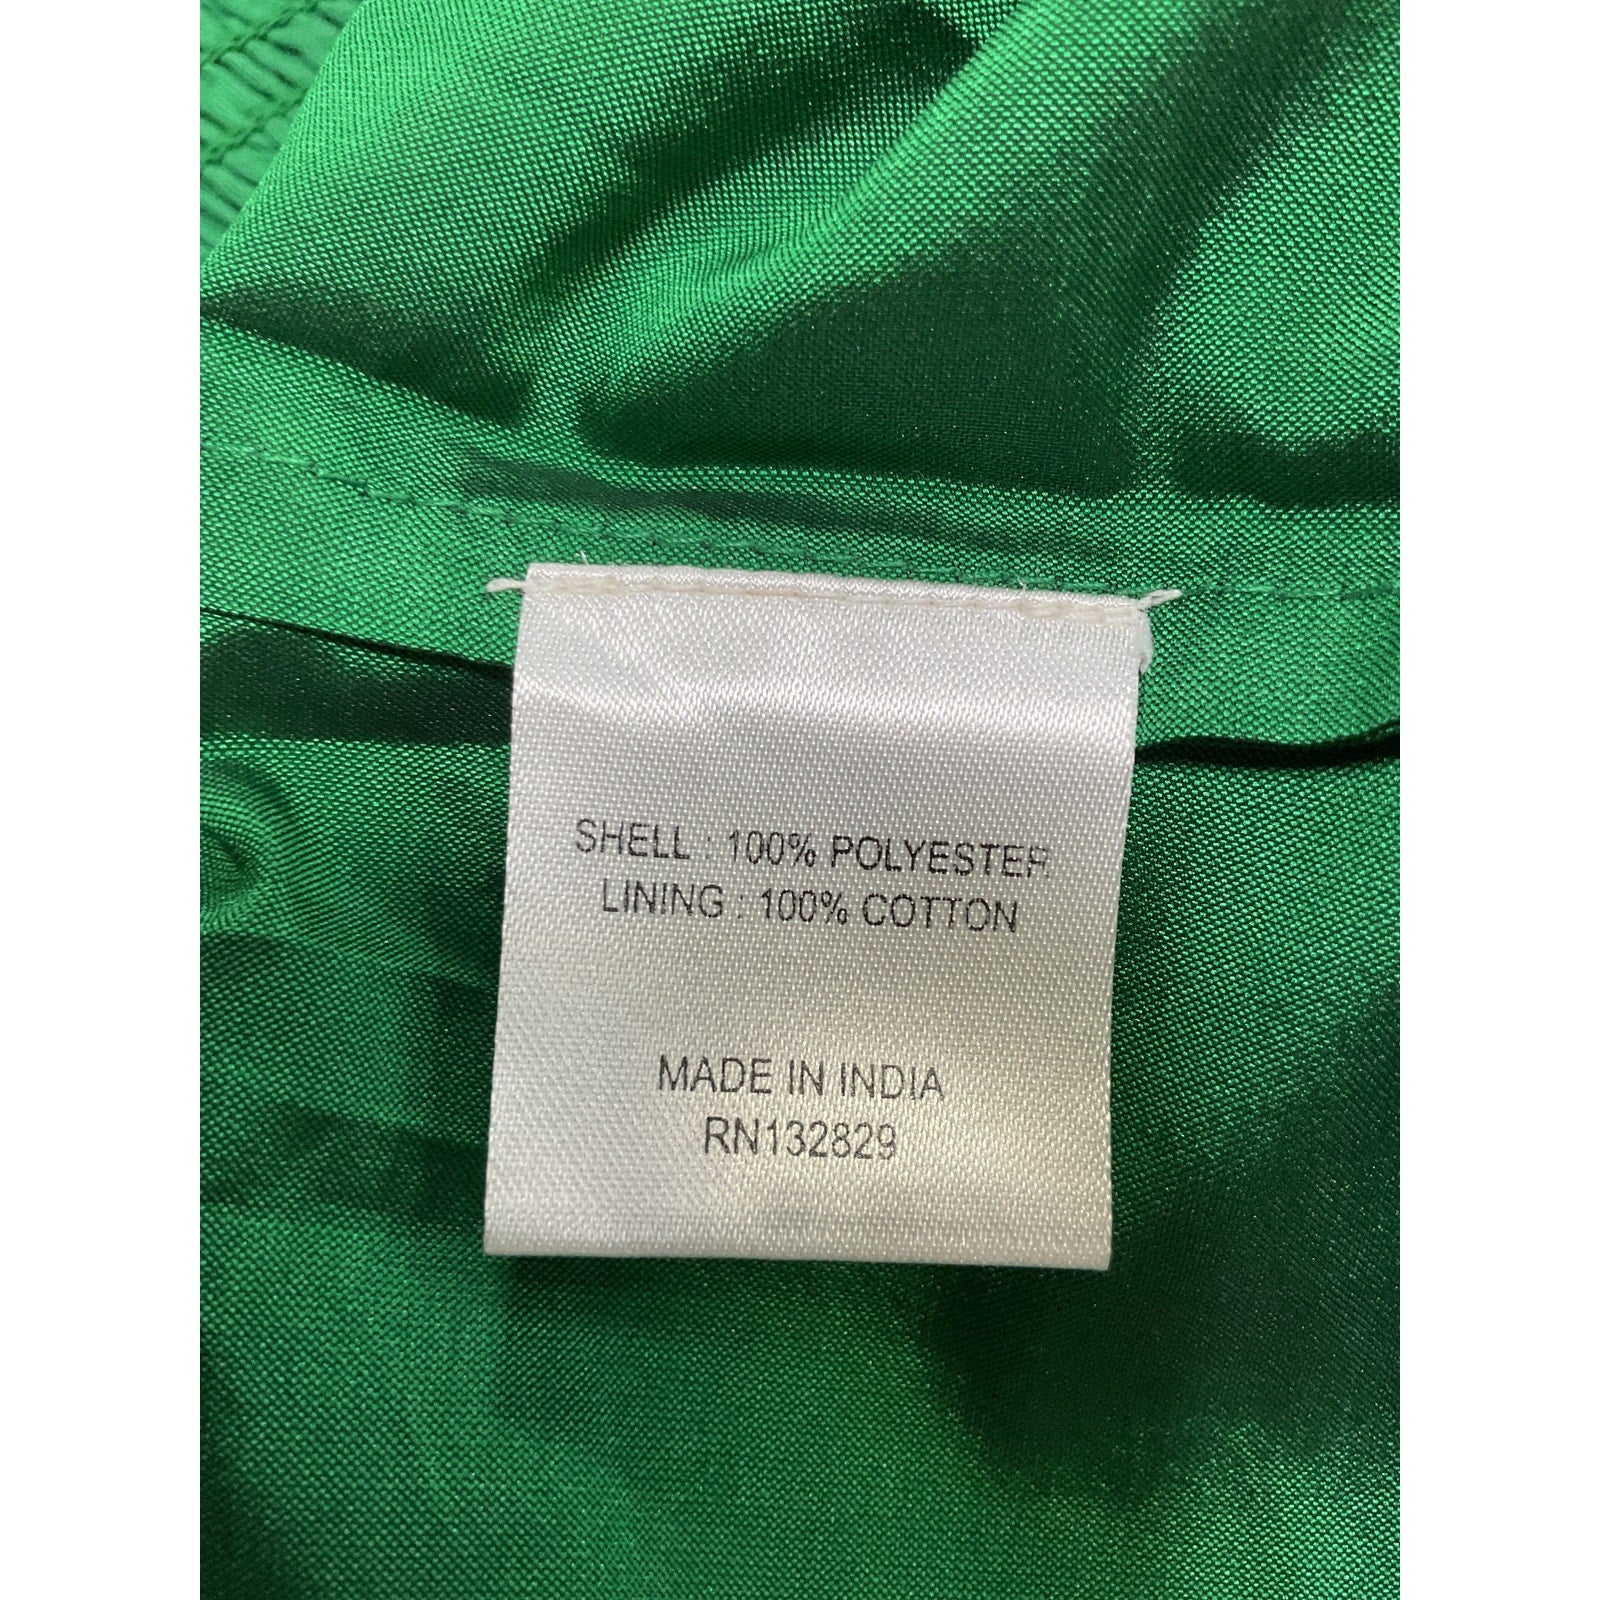 SHELL : 100% POLYESTER
LINING : 100% COTTON
MADE IN INDIA
RN132829